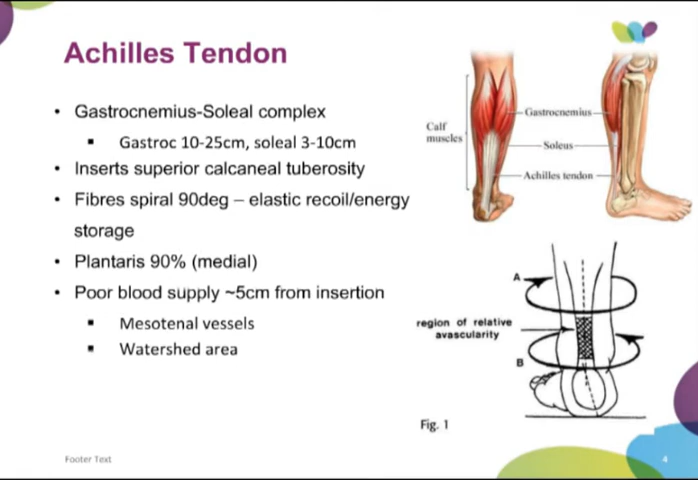 Achilles Tendon
• Gastrocnemius-Soleal complex
▪ Gastroc 10-25cm, soleal 3-10cm
• Inserts superior calcaneal tuberosity
• Fibres spiral 90deg – elastic recoil/energy
storage
• Plantaris 90% (medial)
• Poor blood supply ~5cm from insertion
▪ Mesotenal vessels
▪ Watershed area
Calf
muscles
Gastrocnemius
Soleus
Achilles tendon
A
region of relative
avascularity
B
Fig. 1
Footer Text
4